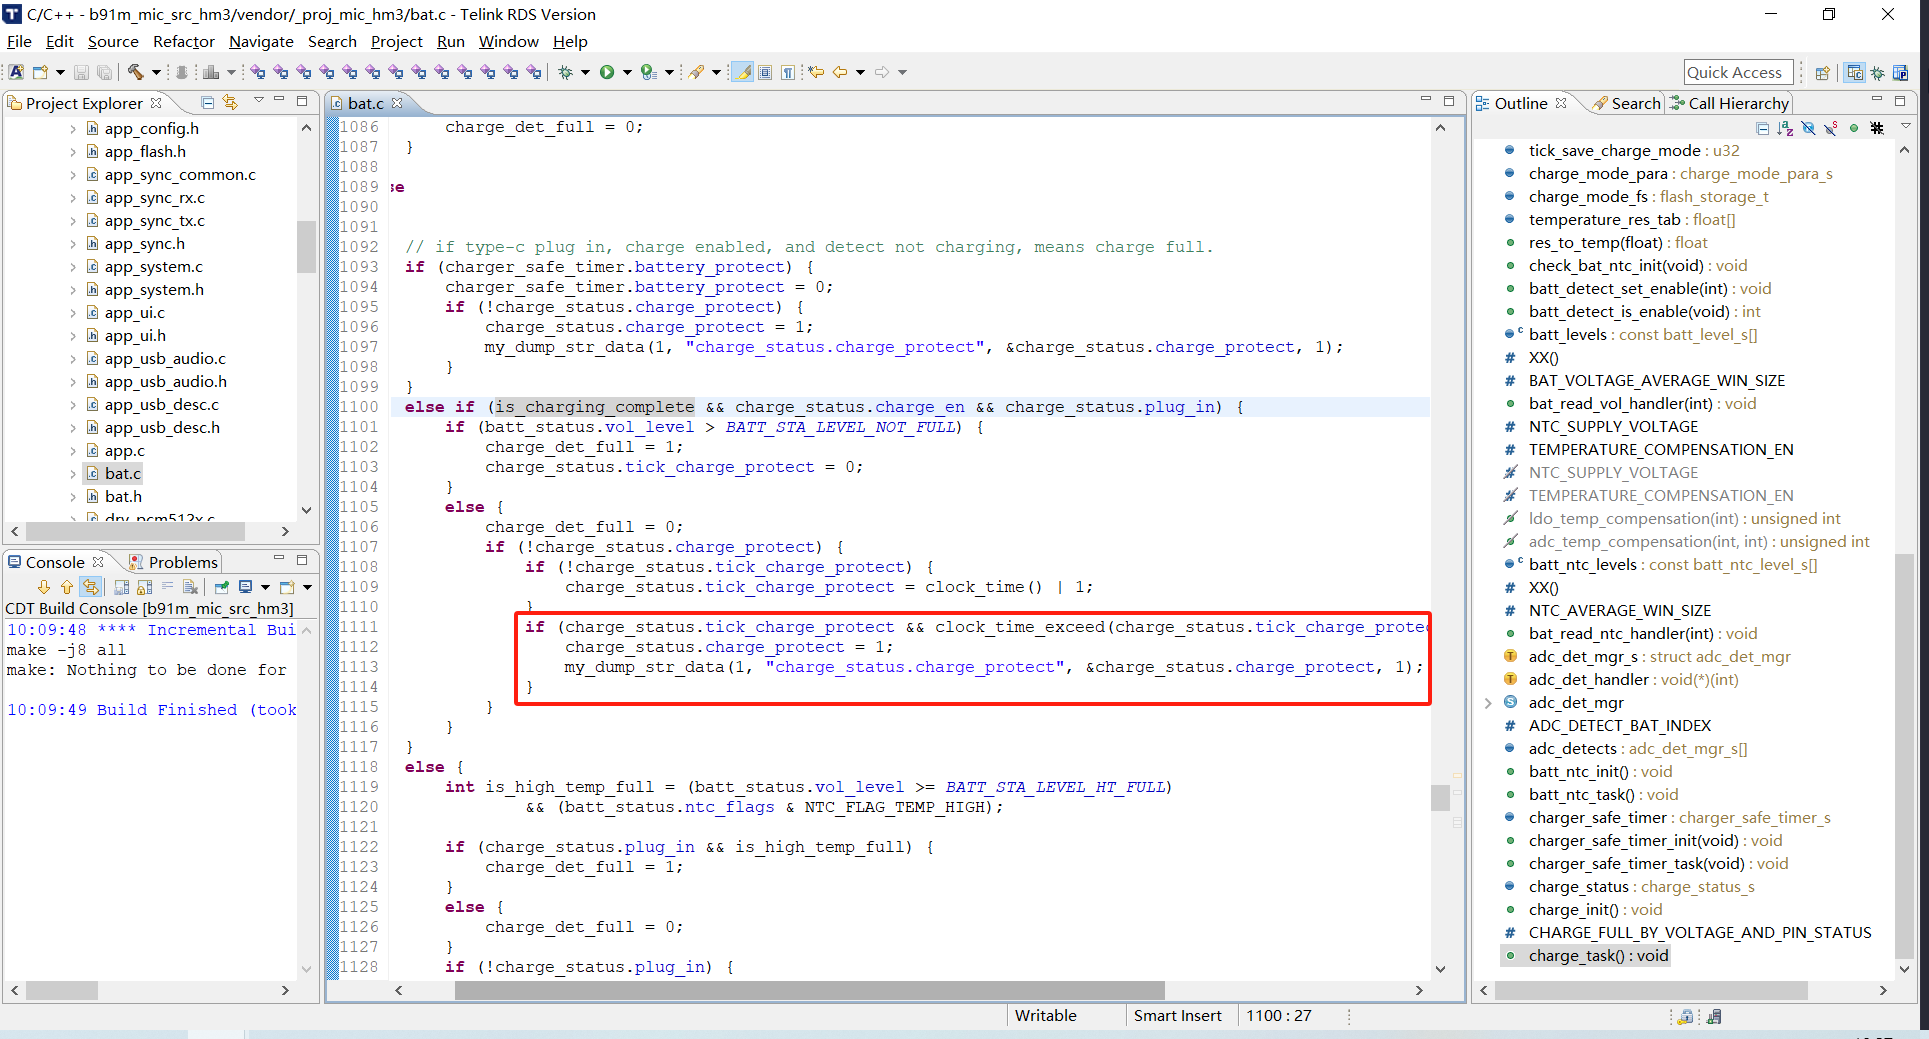 C/C++ - b91m_mic_src_hm3/vendor/_proj_mic_hm3/bat.c - Telink RDS Version
File Edit Source Refactor Navigate Search Project Run Window Help
Quick Access
Project Explorer
app_config.h
app_flash.h
app_sync_common.c
app_sync_rx.c
app_sync_tx.c
app_sync.h
app_system.c
app_system.h
app_ui.c
app_ui.h
app_usb_audio.c
app_usb_audio.h
app_usb_desc.c
app_usb_desc.h
app.c
bat.c
bat.h
drv_pcm512x.c
Console Problems
CDT Build Console [b91m_mic_src_hm3]
10:09:48 **** Incremental Bui
make -j8 all
make: Nothing to be done for
10:09:49 Build Finished (took
bat.c
1086 charge_det_full = 0;
1087 }
1088
1089 se
1090
1091
1092 // if type-c plug in, charge enabled, and detect not charging, means charge full.
1093 if (charger_safe_timer.battery_protect) {
1094 charger_safe_timer.battery_protect = 0;
1095 if (!charge_status.charge_protect) {
1096 charge_status.charge_protect = 1;
1097 my_dump_str_data(1, "charge_status.charge_protect", &charge_status.charge_protect, 1);
1098 }
1099 }
1100 else if (is_charging_complete && charge_status.charge_en && charge_status.plug_in) {
1101 if (batt_status.vol_level > BATT_STA_LEVEL_NOT_FULL) {
1102 charge_det_full = 1;
1103 charge_status.tick_charge_protect = 0;
1104 }
1105 else {
1106 charge_det_full = 0;
1107 if (!charge_status.charge_protect) {
1108 if (!charge_status.tick_charge_protect) {
1109 charge_status.tick_charge_protect = clock_time() | 1;
1110 }
1111 if (charge_status.tick_charge_protect && clock_time_exceed(charge_status.tick_charge_protec
1112 charge_status.charge_protect = 1;
1113 my_dump_str_data(1, "charge_status.charge_protect", &charge_status.charge_protect, 1);
1114 }
1115 }
1116 }
1117 }
1118 else {
1119 int is_high_temp_full = (batt_status.vol_level >= BATT_STA_LEVEL_HT_FULL)
1120 && (batt_status.ntc_flags & NTC_FLAG_TEMP_HIGH);
1121
1122 if (charge_status.plug_in && is_high_temp_full) {
1123 charge_det_full = 1;
1124 }
1125 else {
1126 charge_det_full = 0;
1127 }
1128 if (!charge_status.plug_in) {
Outline Search Call Hierarchy
tick_save_charge_mode : u32
charge_mode_para : charge_mode_para_s
charge_mode_fs : flash_storage_t
temperature_res_tab : float[]
res_to_temp(float) : float
check_bat_ntc_init(void) : void
batt_detect_set_enable(int) : void
batt_detect_is_enable(void) : int
batt_levels : const batt_level_s[]
XX()
BAT_VOLTAGE_AVERAGE_WIN_SIZE
bat_read_vol_handler(int) : void
NTC_SUPPLY_VOLTAGE
TEMPERATURE_COMPENSATION_EN
NTC_SUPPLY_VOLTAGE
TEMPERATURE_COMPENSATION_EN
ldo_temp_compensation(int) : unsigned int
adc_temp_compensation(int, int) : unsigned int
batt_ntc_levels : const batt_ntc_level_s[]
XX()
NTC_AVERAGE_WIN_SIZE
bat_read_ntc_handler(int) : void
adc_det_mgr_s : struct adc_det_mgr
adc_det_handler : void(*)(int)
adc_det_mgr
ADC_DETECT_BAT_INDEX
adc_detects : adc_det_mgr_s[]
batt_ntc_init() : void
batt_ntc_task() : void
charger_safe_timer : charger_safe_timer_s
charger_safe_timer_init(void) : void
charger_safe_timer_task(void) : void
charge_status : charge_status_s
charge_init() : void
CHARGE_FULL_BY_VOLTAGE_AND_PIN_STATUS
charge_task() : void
Writable Smart Insert 1100 : 27